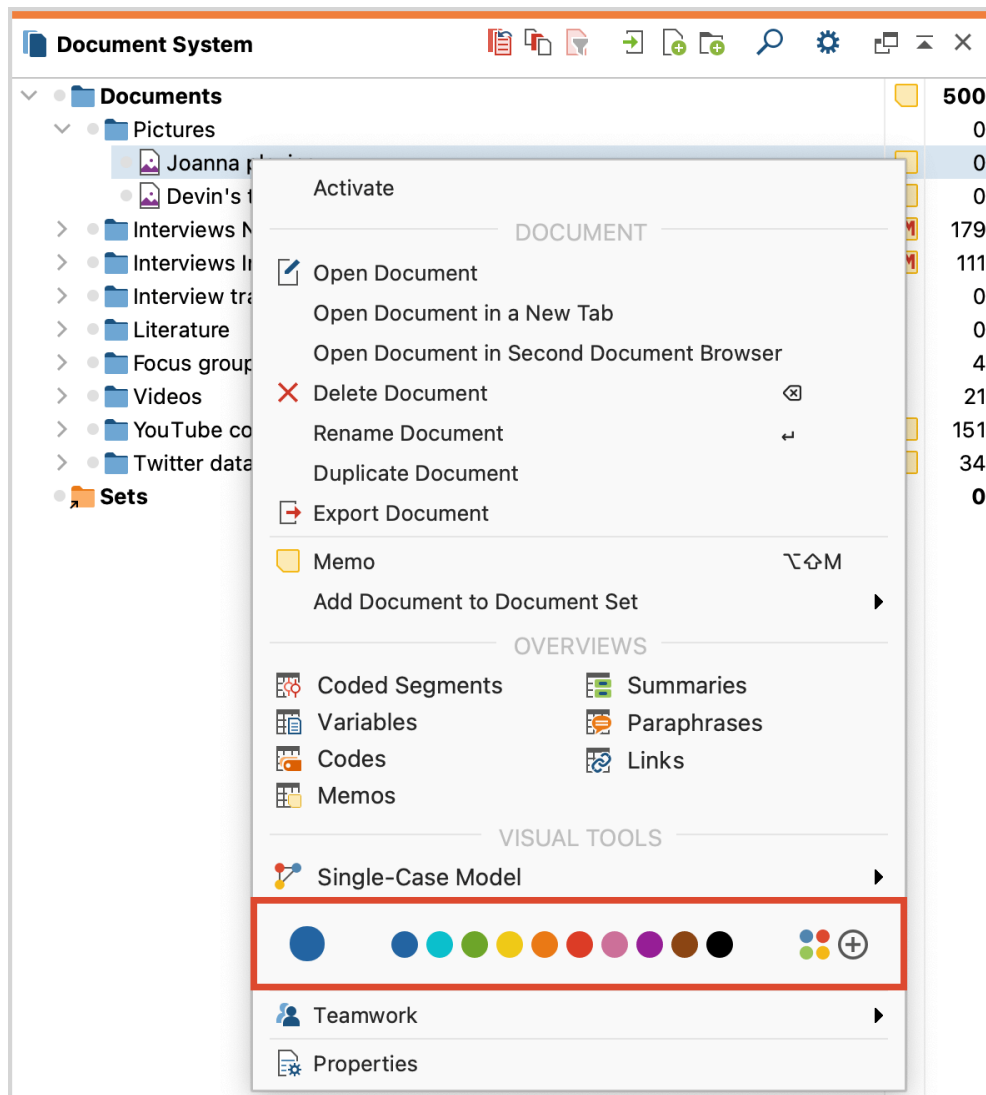 Document System
Documents 500
Pictures 0
Joanna 0
Devin's 0
Interviews 179
Interviews 111
Interview 0
Literature 0
Focus group 4
Videos 21
YouTube 151
Twitter data 34
Sets 0
Activate
DOCUMENT
Open Document
Open Document in a New Tab
Open Document in Second Document Browser
Delete Document ⌫
Rename Document ↵
Duplicate Document
Export Document
Memo ⌥⇧M
Add Document to Document Set
OVERVIEWS
Coded Segments Summaries
Variables Paraphrases
Codes Links
Memos
VISUAL TOOLS
Single-Case Model
Teamwork
Properties